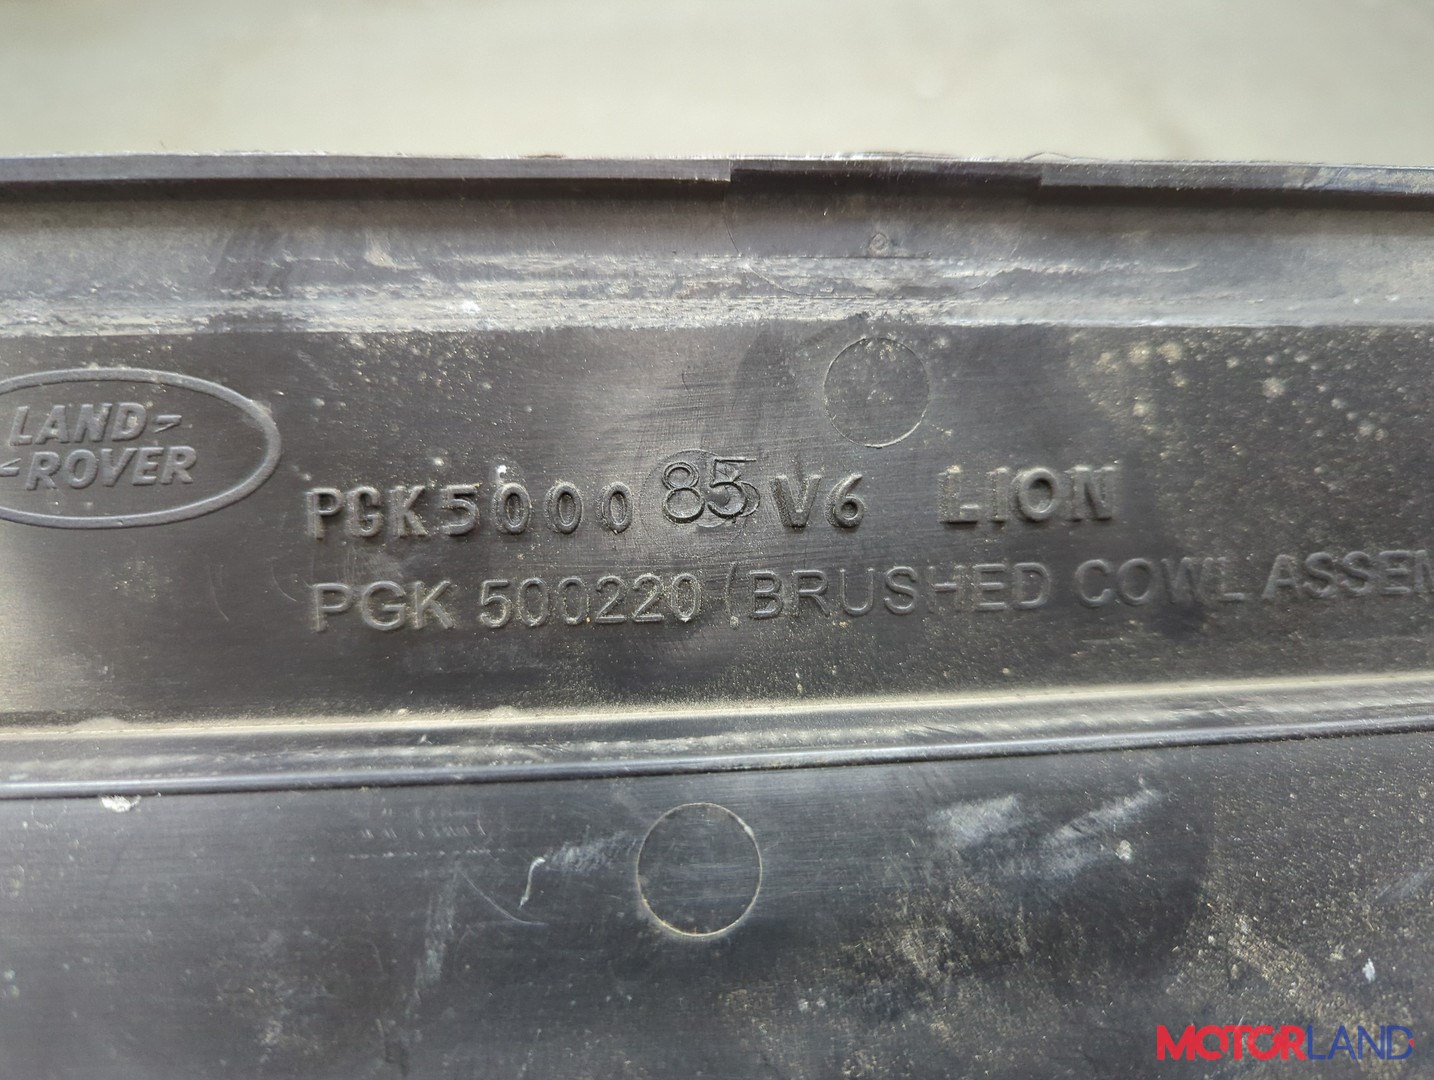 LAND-
-ROVER
PGK500085 V6 LION
PGK 500220 (BRUSHED COWL ASSEM
MOTORLAND